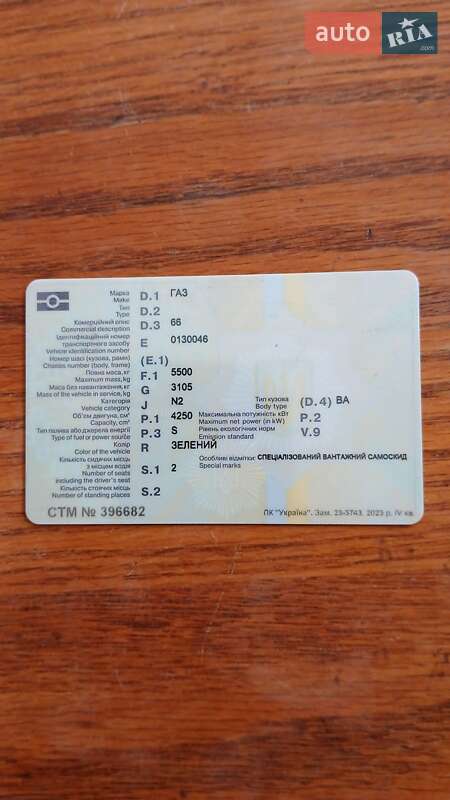 auto RIA .com
Марка
Make D.1 ГАЗ
Тип
Type D.2
Комерційний опис
Commercial description D.3 66
Ідентифікаційний номер
транспортного засобу E 0130046
Vehicle identification number
Номер шасі (кузова, рами) (E.1)
Chassis number (body, frame)
Повна маса, кг F.1 5500
Maximum mass, kg
Маса без навантаження, кг G 3105
Mass of the vehicle in service, kg
Категорія J N2 Тип кузова (D.4) ВА
Vehicle category Body type
Об'єм двигуна, см³ P.1 4250 Максимальна потужність кВт P.2
Capacity, cm³ Maximum net power (in kW)
Тип палива або джерела енергії P.3 S Рівень екологічних норм V.9
Type of fuel or power source Emission standard
Колір R ЗЕЛЕНИЙ
Color of the vehicle Особливі відмітки: СПЕЦІАЛІЗОВАНИЙ ВАНТАЖНИЙ САМОСКИД
Кількість сидячих місць Special marks
з місцем водія S.1 2
Number of seats
including the driver's seat
Кількість стоячих місць S.2
Number of standing places
СТМ № 396682 ПК "Україна". Зам. 23-3743. 2023 р. IV кв.